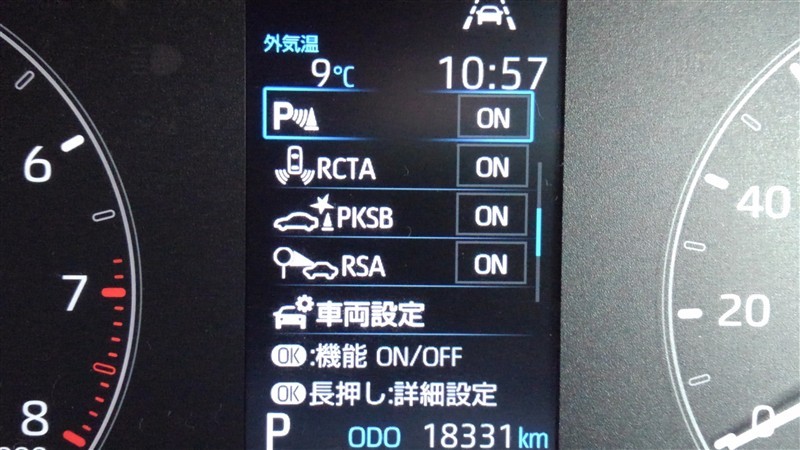 外気温
9℃ 10:57
P ON
RCTA ON
PKSB ON
RSA ON
車両設定
OK:機能 ON/OFF
OK長押し:詳細設定
P ODO 18331km
6
7
8
40
20
0